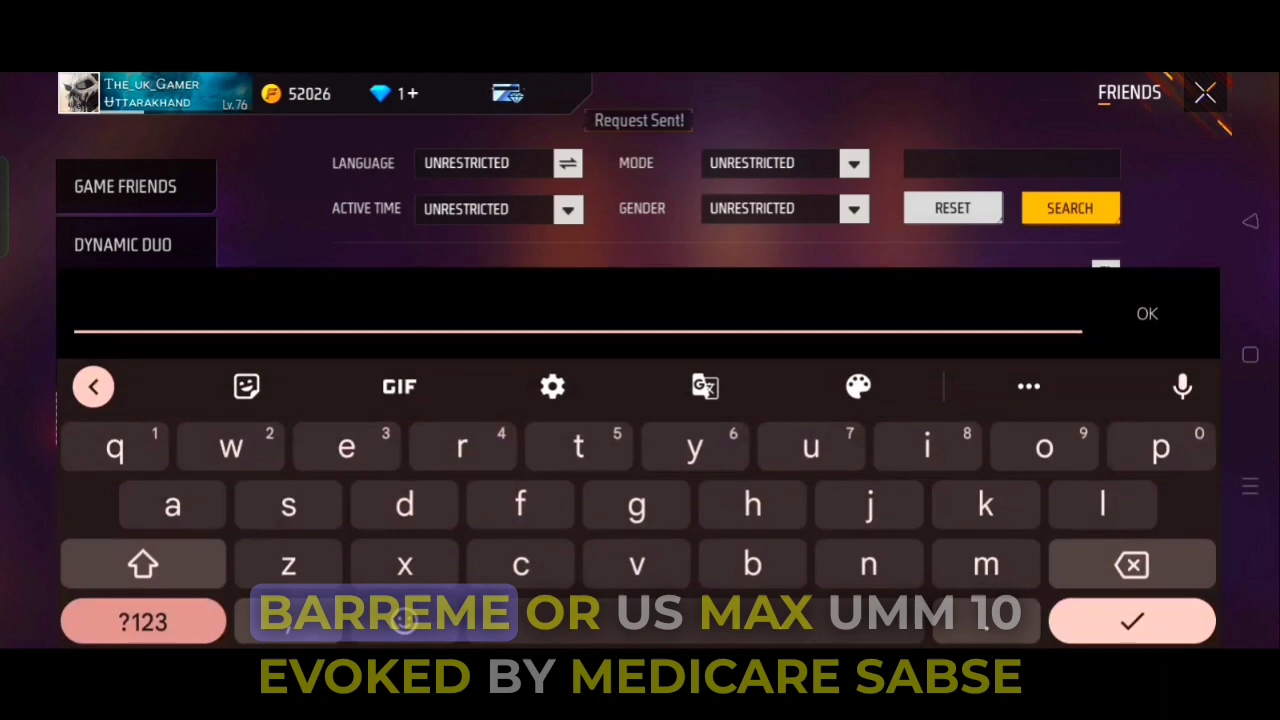 THE_UK_GAMER
UTTARAKHAND
Lv.76
52026
1+
FRIENDS
Request Sent!
LANGUAGE UNRESTRICTED MODE UNRESTRICTED
GAME FRIENDS
ACTIVE TIME UNRESTRICTED GENDER UNRESTRICTED RESET SEARCH
DYNAMIC DUO
OK
GIF
q 1 w 2 e 3 r 4 t 5 y 6 u 7 i 8 o 9 p 0
a s d f g h j k l
z x c v b n m
?123 , .
BARREME OR US MAX UMM 10
EVOKED BY MEDICARE SABSE